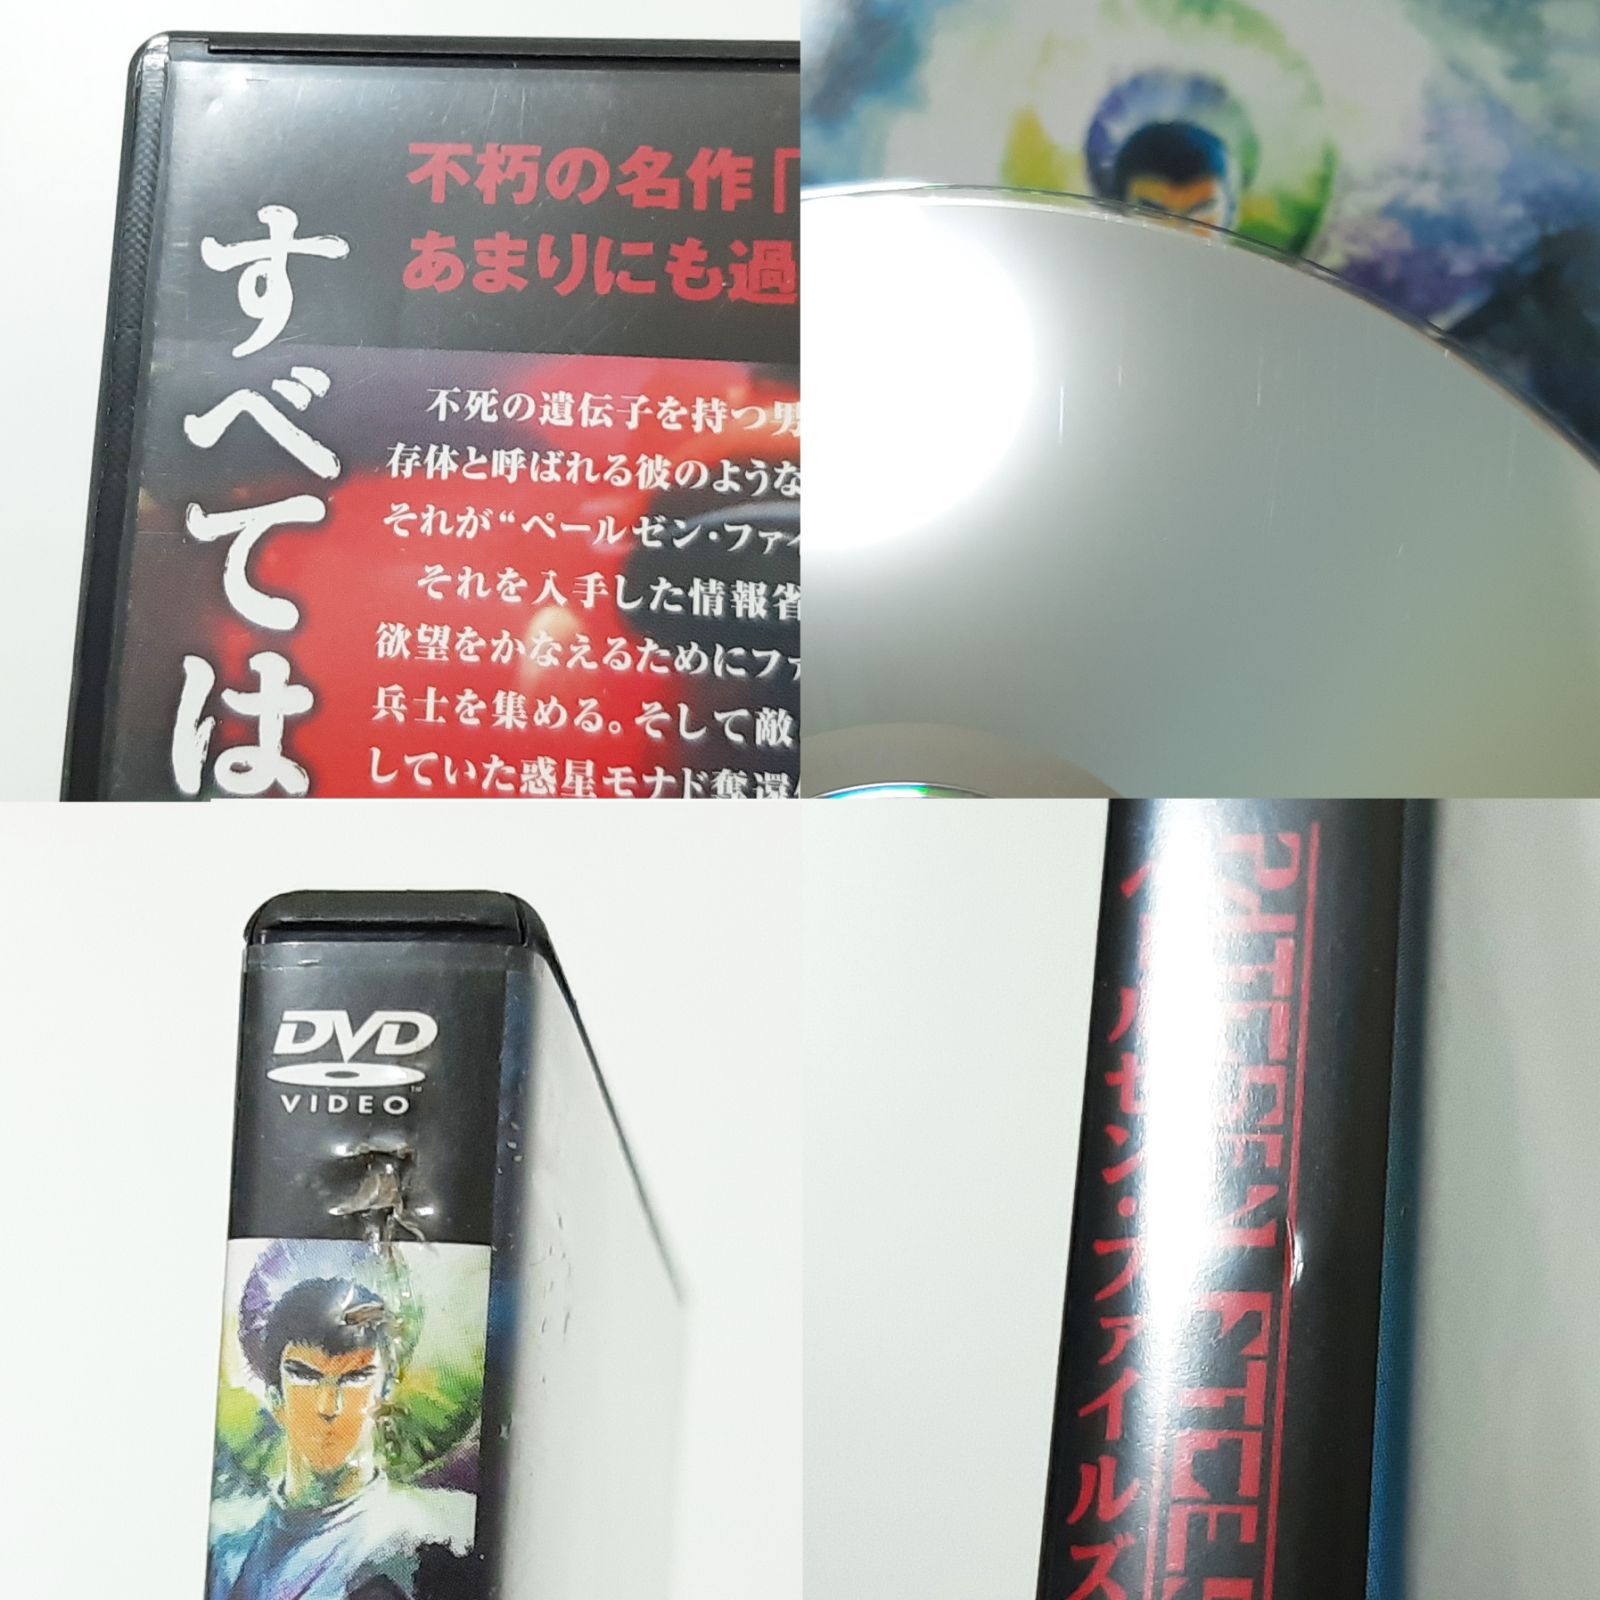 不朽の名作「
あまりにも過
すべては
不死の遺伝子を持つ男
存体と呼ばれる彼のような
それが“ペールゼン・ファイ
それを入手した情報省
欲望をかなえるためにファ
兵士を集める。そして敵
していた惑星モナド奪還
DVD
VIDEO
TM
ペールゼン・ファイルズ